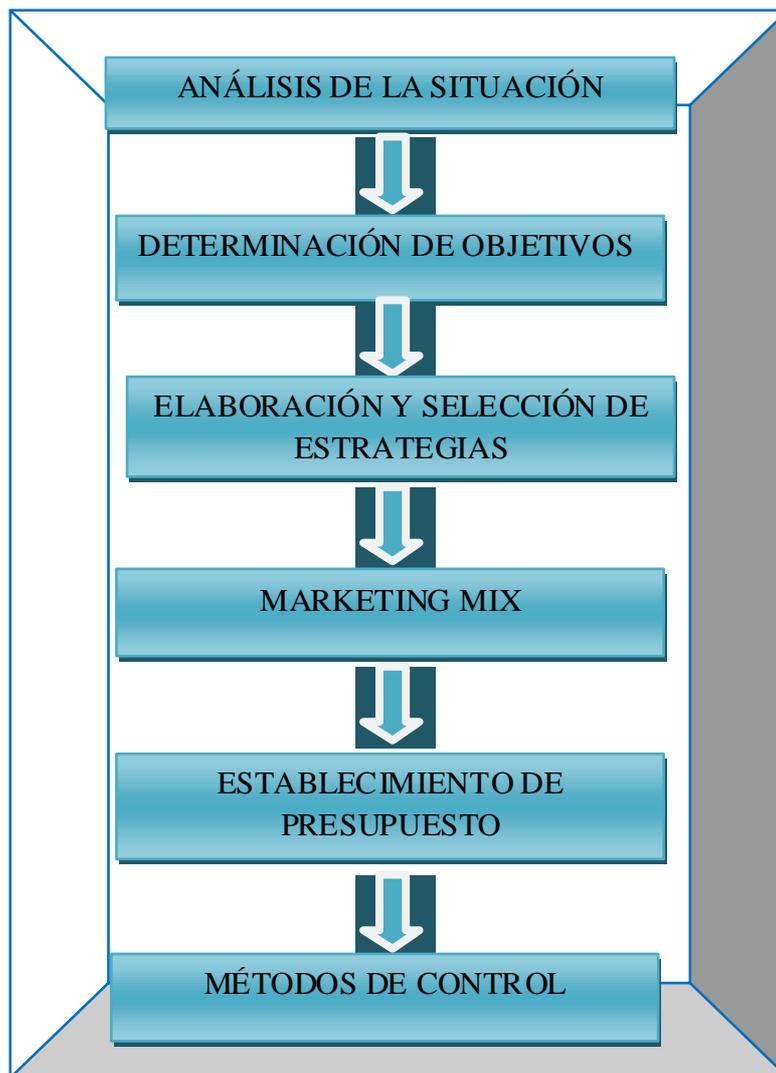 ANÁLISIS DE LA SITUACIÓN
DETERMINACIÓN DE OBJETIVOS
ELABORACIÓN Y SELECCIÓN DE
ESTRATEGIAS
MARKETING MIX
ESTABLECIMIENTO DE
PRESUPUESTO
MÉTODOS DE CONTROL